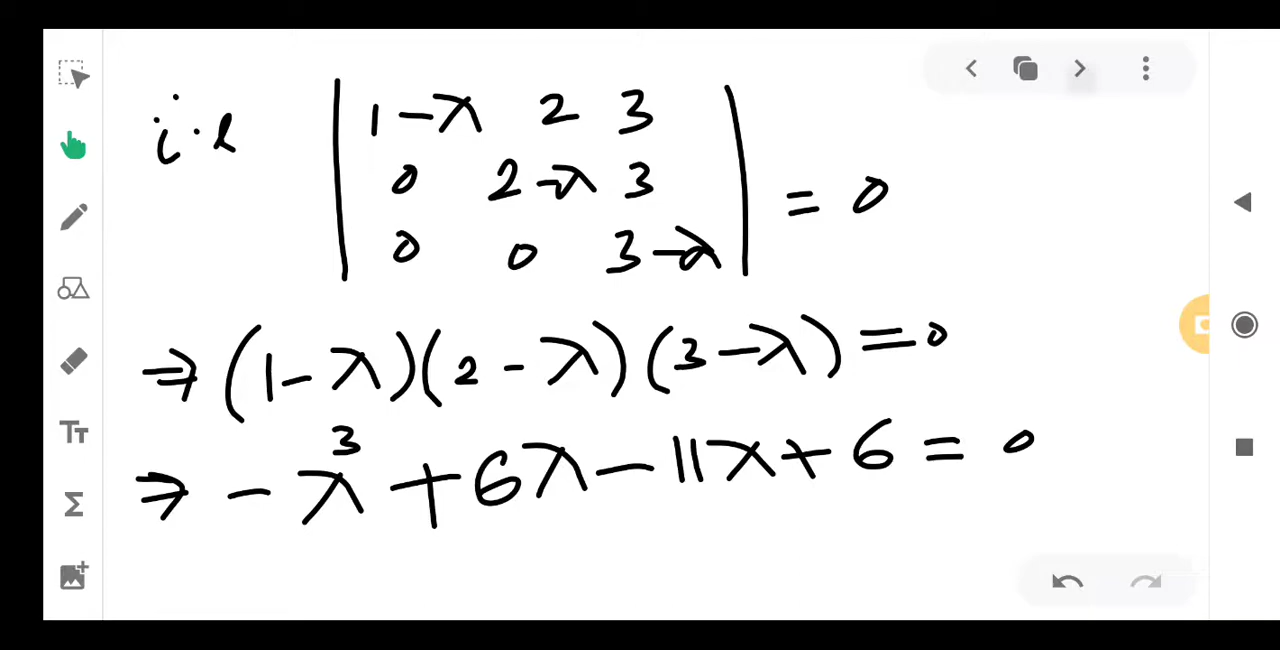 i.e | 1-λ 2 3 |
| 0 2-λ 3 | = 0
| 0 0 3-λ |
⇒ (1-λ)(2-λ)(3-λ)=0
⇒ -λ³+6λ-11λ+6=0
Tт
Σ